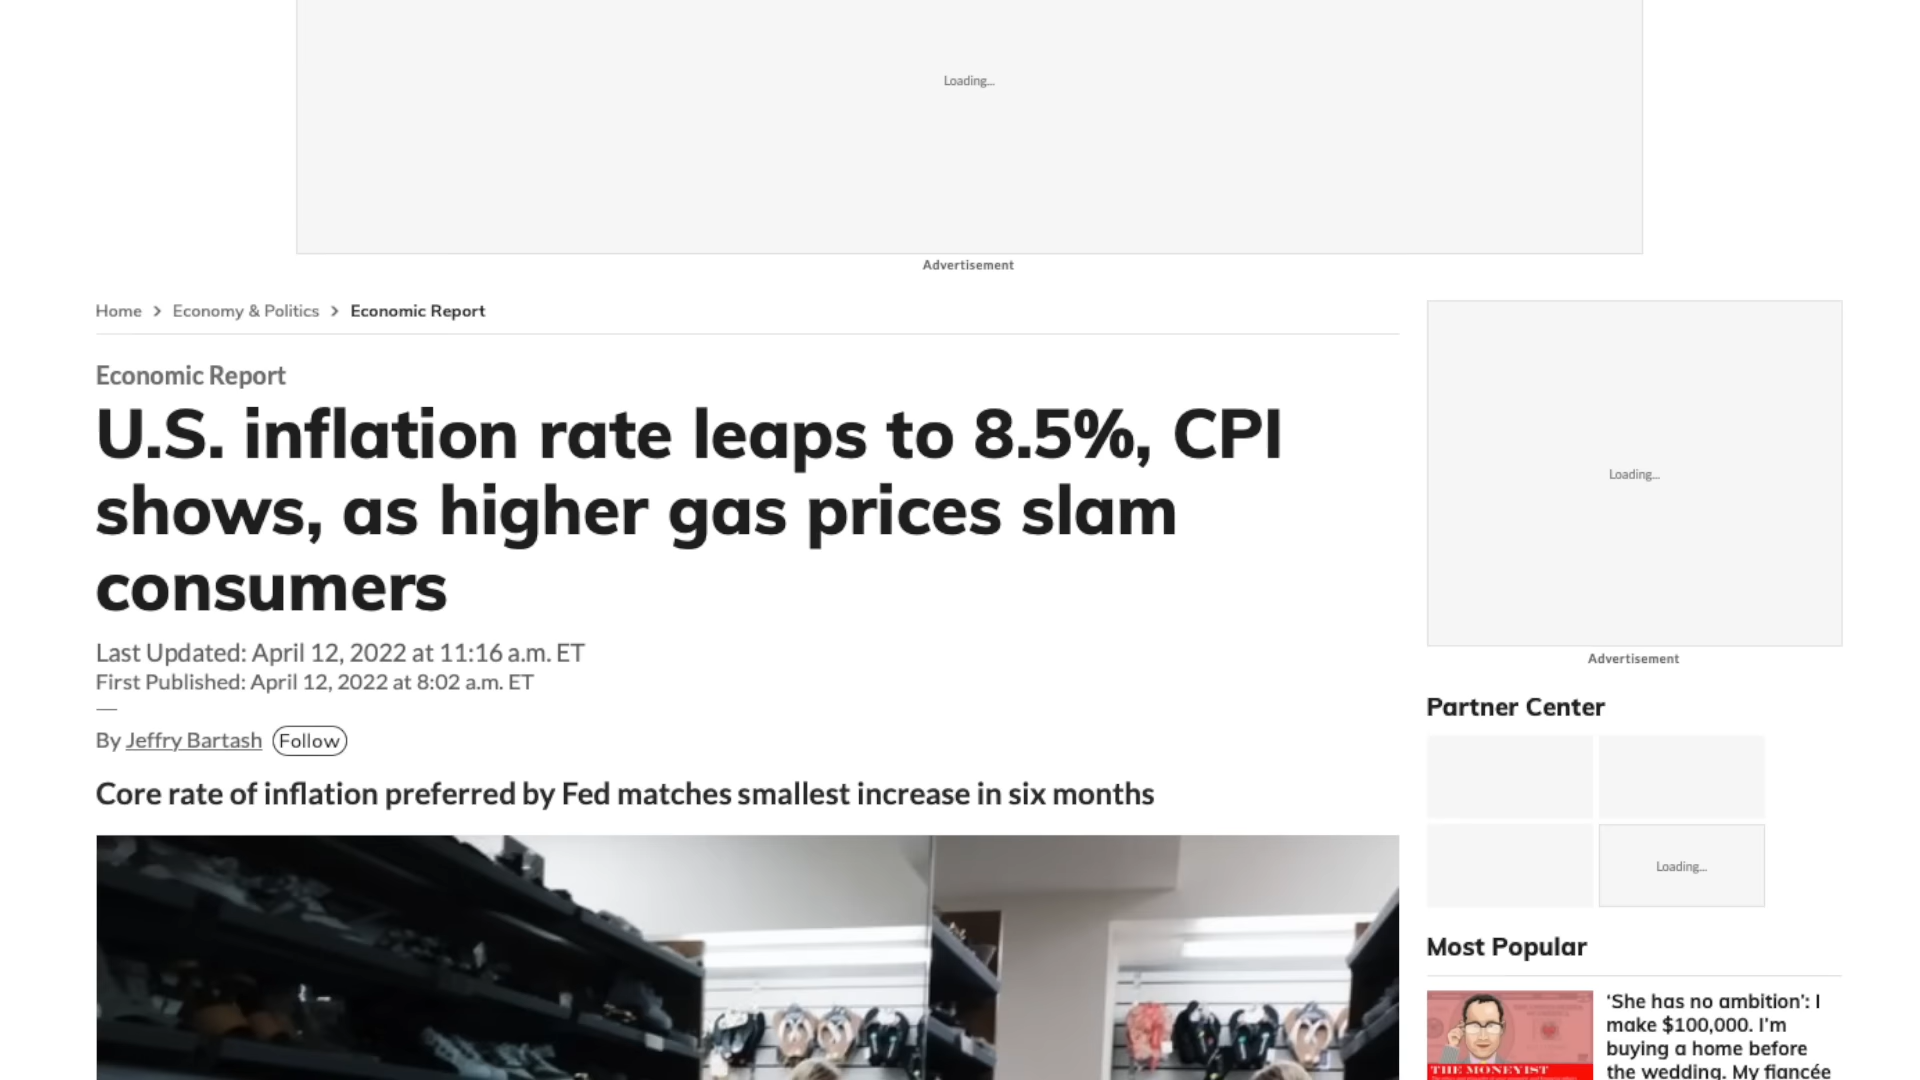 Loading...
Advertisement
Home > Economy & Politics > Economic Report
Economic Report
U.S. inflation rate leaps to 8.5%, CPI
shows, as higher gas prices slam
consumers
Last Updated: April 12, 2022 at 11:16 a.m. ET
First Published: April 12, 2022 at 8:02 a.m. ET
By Jeffry Bartash Follow
Core rate of inflation preferred by Fed matches smallest increase in six months
Loading...
Advertisement
Partner Center
Loading...
Most Popular
THE MONEYIST
‘She has no ambition’: I
make $100,000. I’m
buying a home before
the wedding. My fiancée